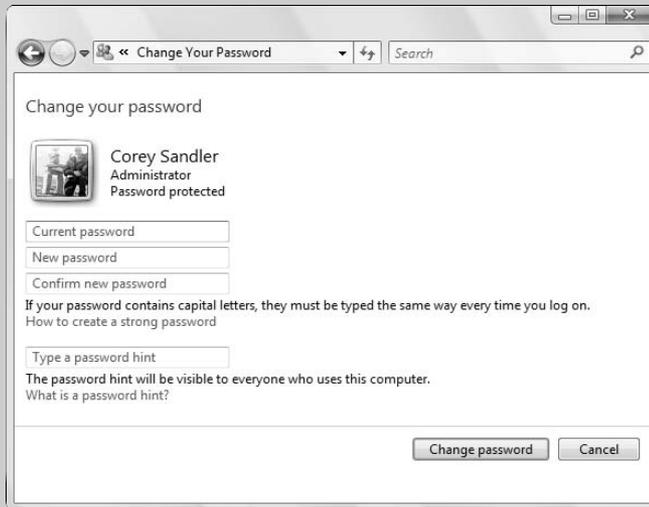 « Change Your Password
Search
Change your password
Corey Sandler
Administrator
Password protected
Current password
New password
Confirm new password
If your password contains capital letters, they must be typed the same way every time you log on.
How to create a strong password
Type a password hint
The password hint will be visible to everyone who uses this computer.
What is a password hint?
Change password
Cancel